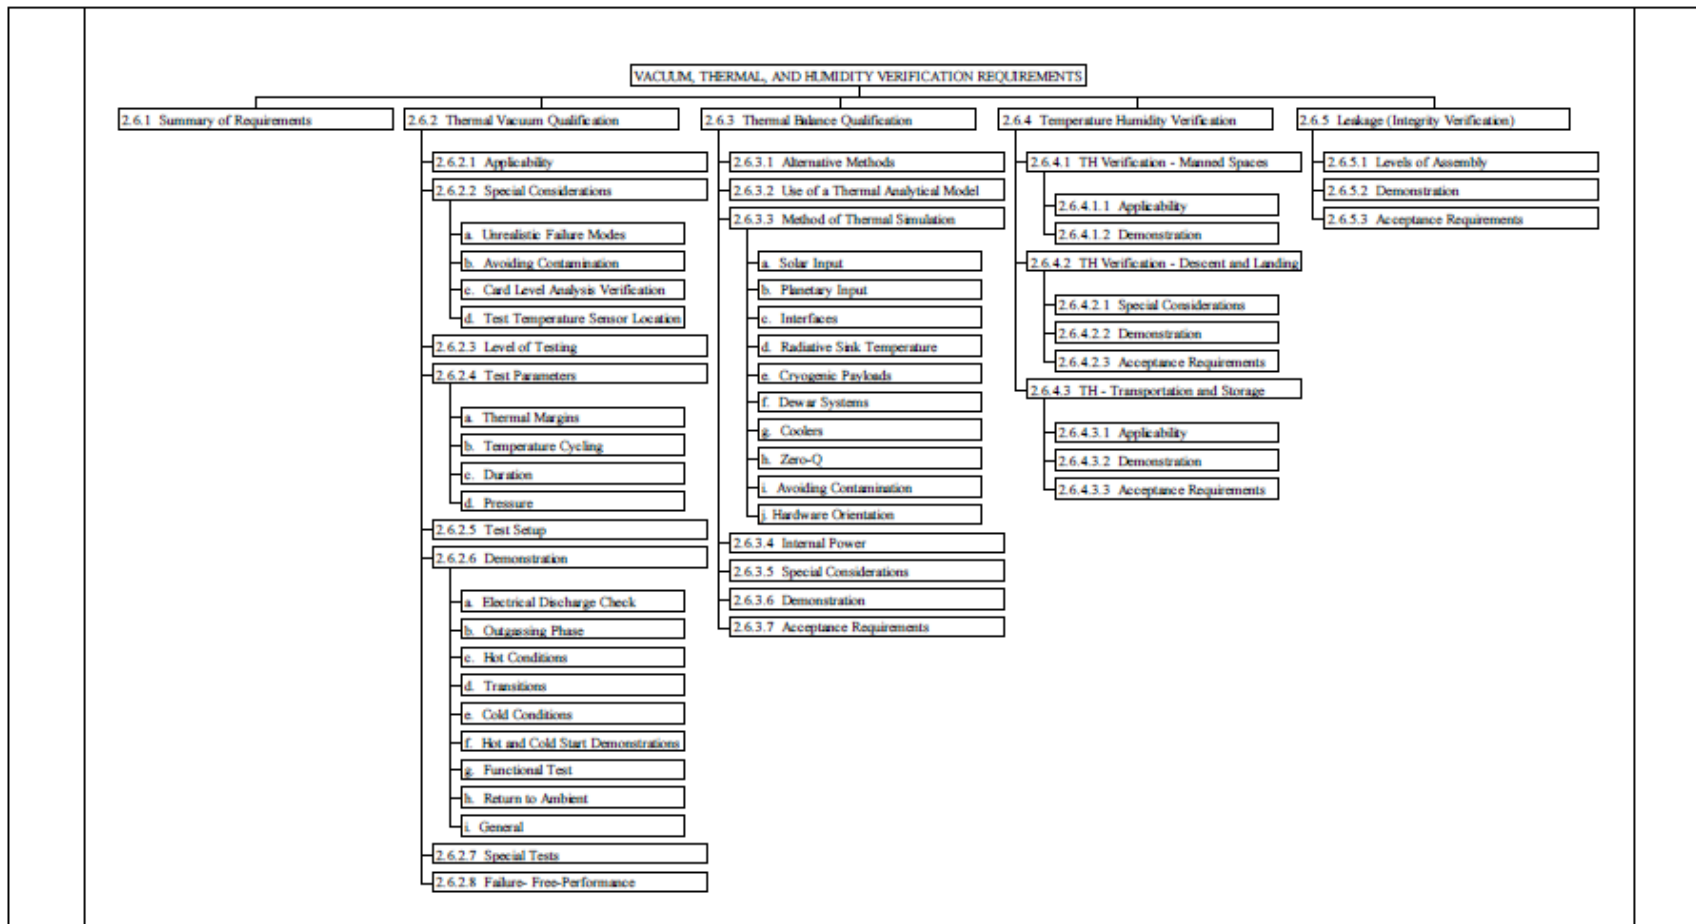 VACUUM, THERMAL, AND HUMIDITY VERIFICATION REQUIREMENTS
2.6.1 Summary of Requirements
2.6.2 Thermal Vacuum Qualification
2.6.2.1 Applicability
2.6.2.2 Special Considerations
a. Unrealistic Failure Modes
b. Avoiding Contamination
c. Card Level Analysis Verification
d. Test Temperature Sensor Location
2.6.2.3 Level of Testing
2.6.2.4 Test Parameters
a. Thermal Margins
b. Temperature Cycling
c. Duration
d. Pressure
2.6.2.5 Test Setup
2.6.2.6 Demonstration
a. Electrical Discharge Check
b. Outgassing Phase
c. Hot Conditions
d. Transitions
e. Cold Conditions
f. Hot and Cold Start Demonstrations
g. Functional Test
h. Return to Ambient
i. General
2.6.2.7 Special Tests
2.6.2.8 Failure- Free-Performance
2.6.3 Thermal Balance Qualification
2.6.3.1 Alternative Methods
2.6.3.2 Use of a Thermal Analytical Model
2.6.3.3 Method of Thermal Simulation
a. Solar Input
b. Planetary Input
c. Interfaces
d. Radiative Sink Temperature
e. Cryogenic Payloads
f. Dewar Systems
g. Coolers
h. Zero-Q
i. Avoiding Contamination
j. Hardware Orientation
2.6.3.4 Internal Power
2.6.3.5 Special Considerations
2.6.3.6 Demonstration
2.6.3.7 Acceptance Requirements
2.6.4 Temperature Humidity Verification
2.6.4.1 TH Verification - Manned Spaces
2.6.4.1.1 Applicability
2.6.4.1.2 Demonstration
2.6.4.2 TH Verification - Descent and Landing
2.6.4.2.1 Special Considerations
2.6.4.2.2 Demonstration
2.6.4.2.3 Acceptance Requirements
2.6.4.3 TH - Transportation and Storage
2.6.4.3.1 Applicability
2.6.4.3.2 Demonstration
2.6.4.3.3 Acceptance Requirements
2.6.5 Leakage (Integrity Verification)
2.6.5.1 Levels of Assembly
2.6.5.2 Demonstration
2.6.5.3 Acceptance Requirements